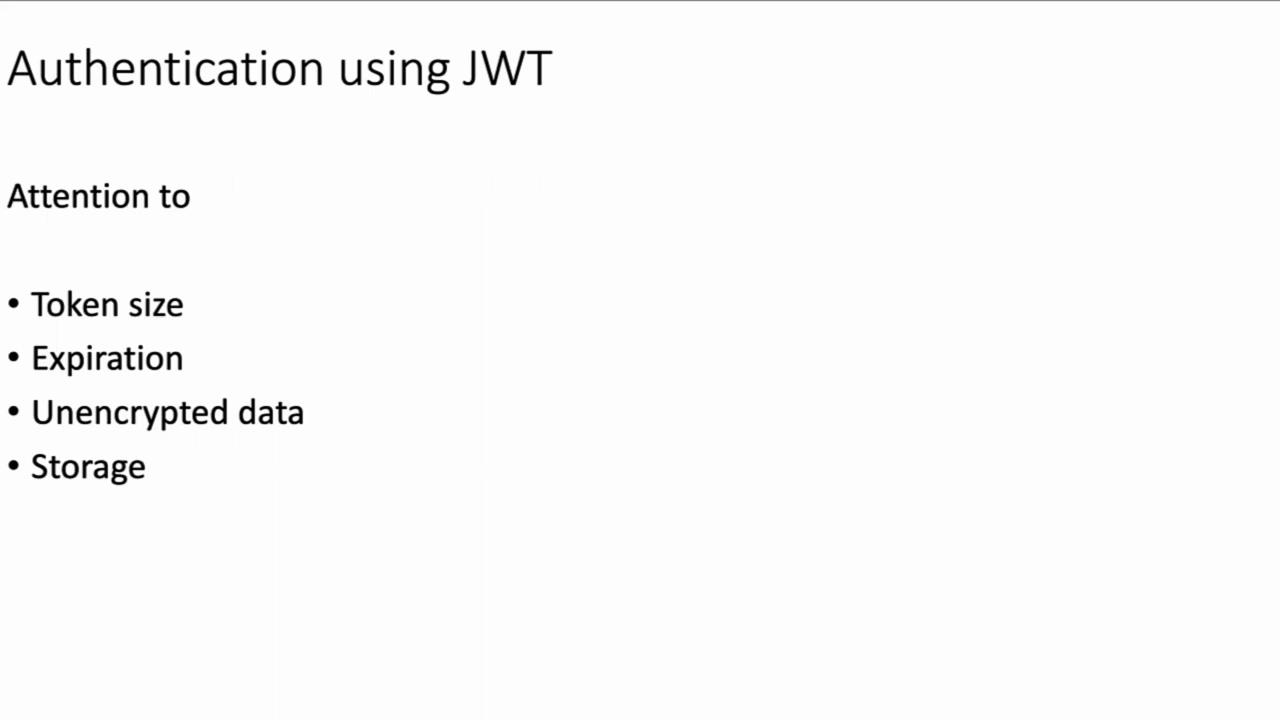 Authentication using JWT
Attention to
• Token size
• Expiration
• Unencrypted data
• Storage